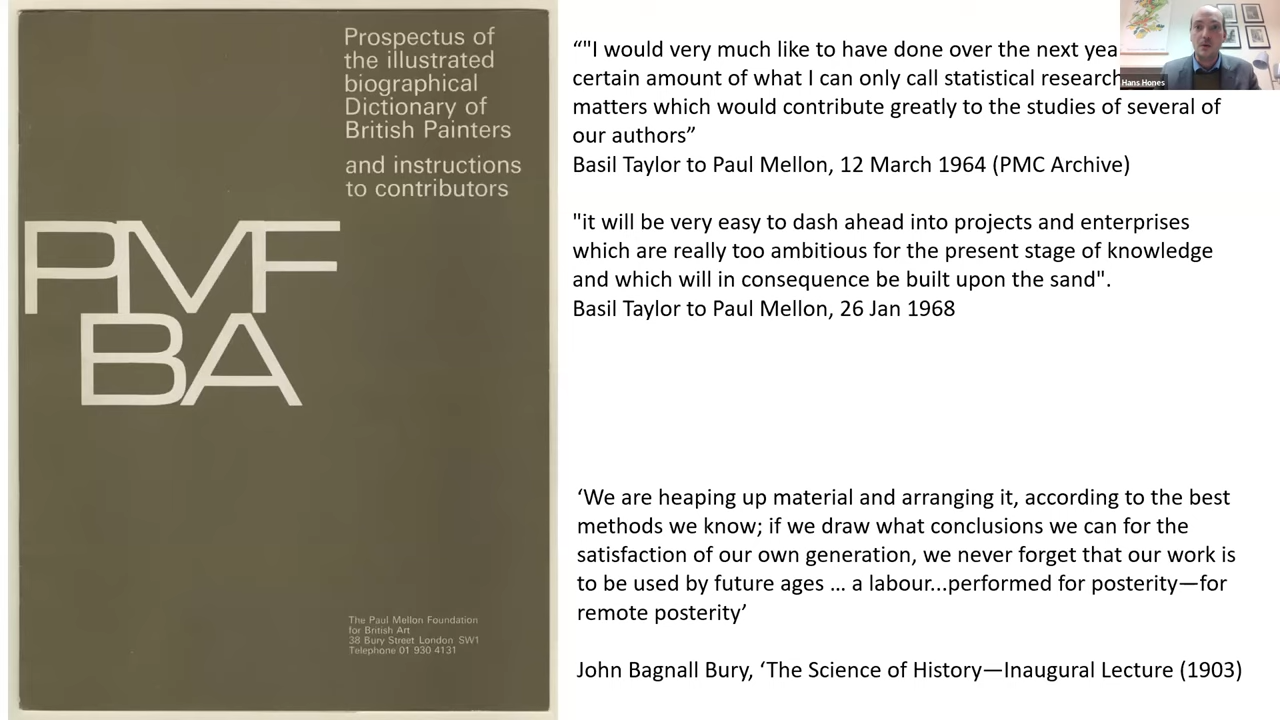 Prospectus of
the illustrated
biographical
Dictionary of
British Painters
and instructions
to contributors
PMF
BA
The Paul Mellon Foundation
for British Art
38 Bury Street London SW1
Telephone 01 930 4131
“"I would very much like to have done over the next yea
certain amount of what I can only call statistical research
matters which would contribute greatly to the studies of several of
our authors”
Basil Taylor to Paul Mellon, 12 March 1964 (PMC Archive)
"it will be very easy to dash ahead into projects and enterprises
which are really too ambitious for the present stage of knowledge
and which will in consequence be built upon the sand".
Basil Taylor to Paul Mellon, 26 Jan 1968
‘We are heaping up material and arranging it, according to the best
methods we know; if we draw what conclusions we can for the
satisfaction of our own generation, we never forget that our work is
to be used by future ages … a labour...performed for posterity—for
remote posterity’
John Bagnall Bury, ‘The Science of History—Inaugural Lecture (1903)
Hans Hones